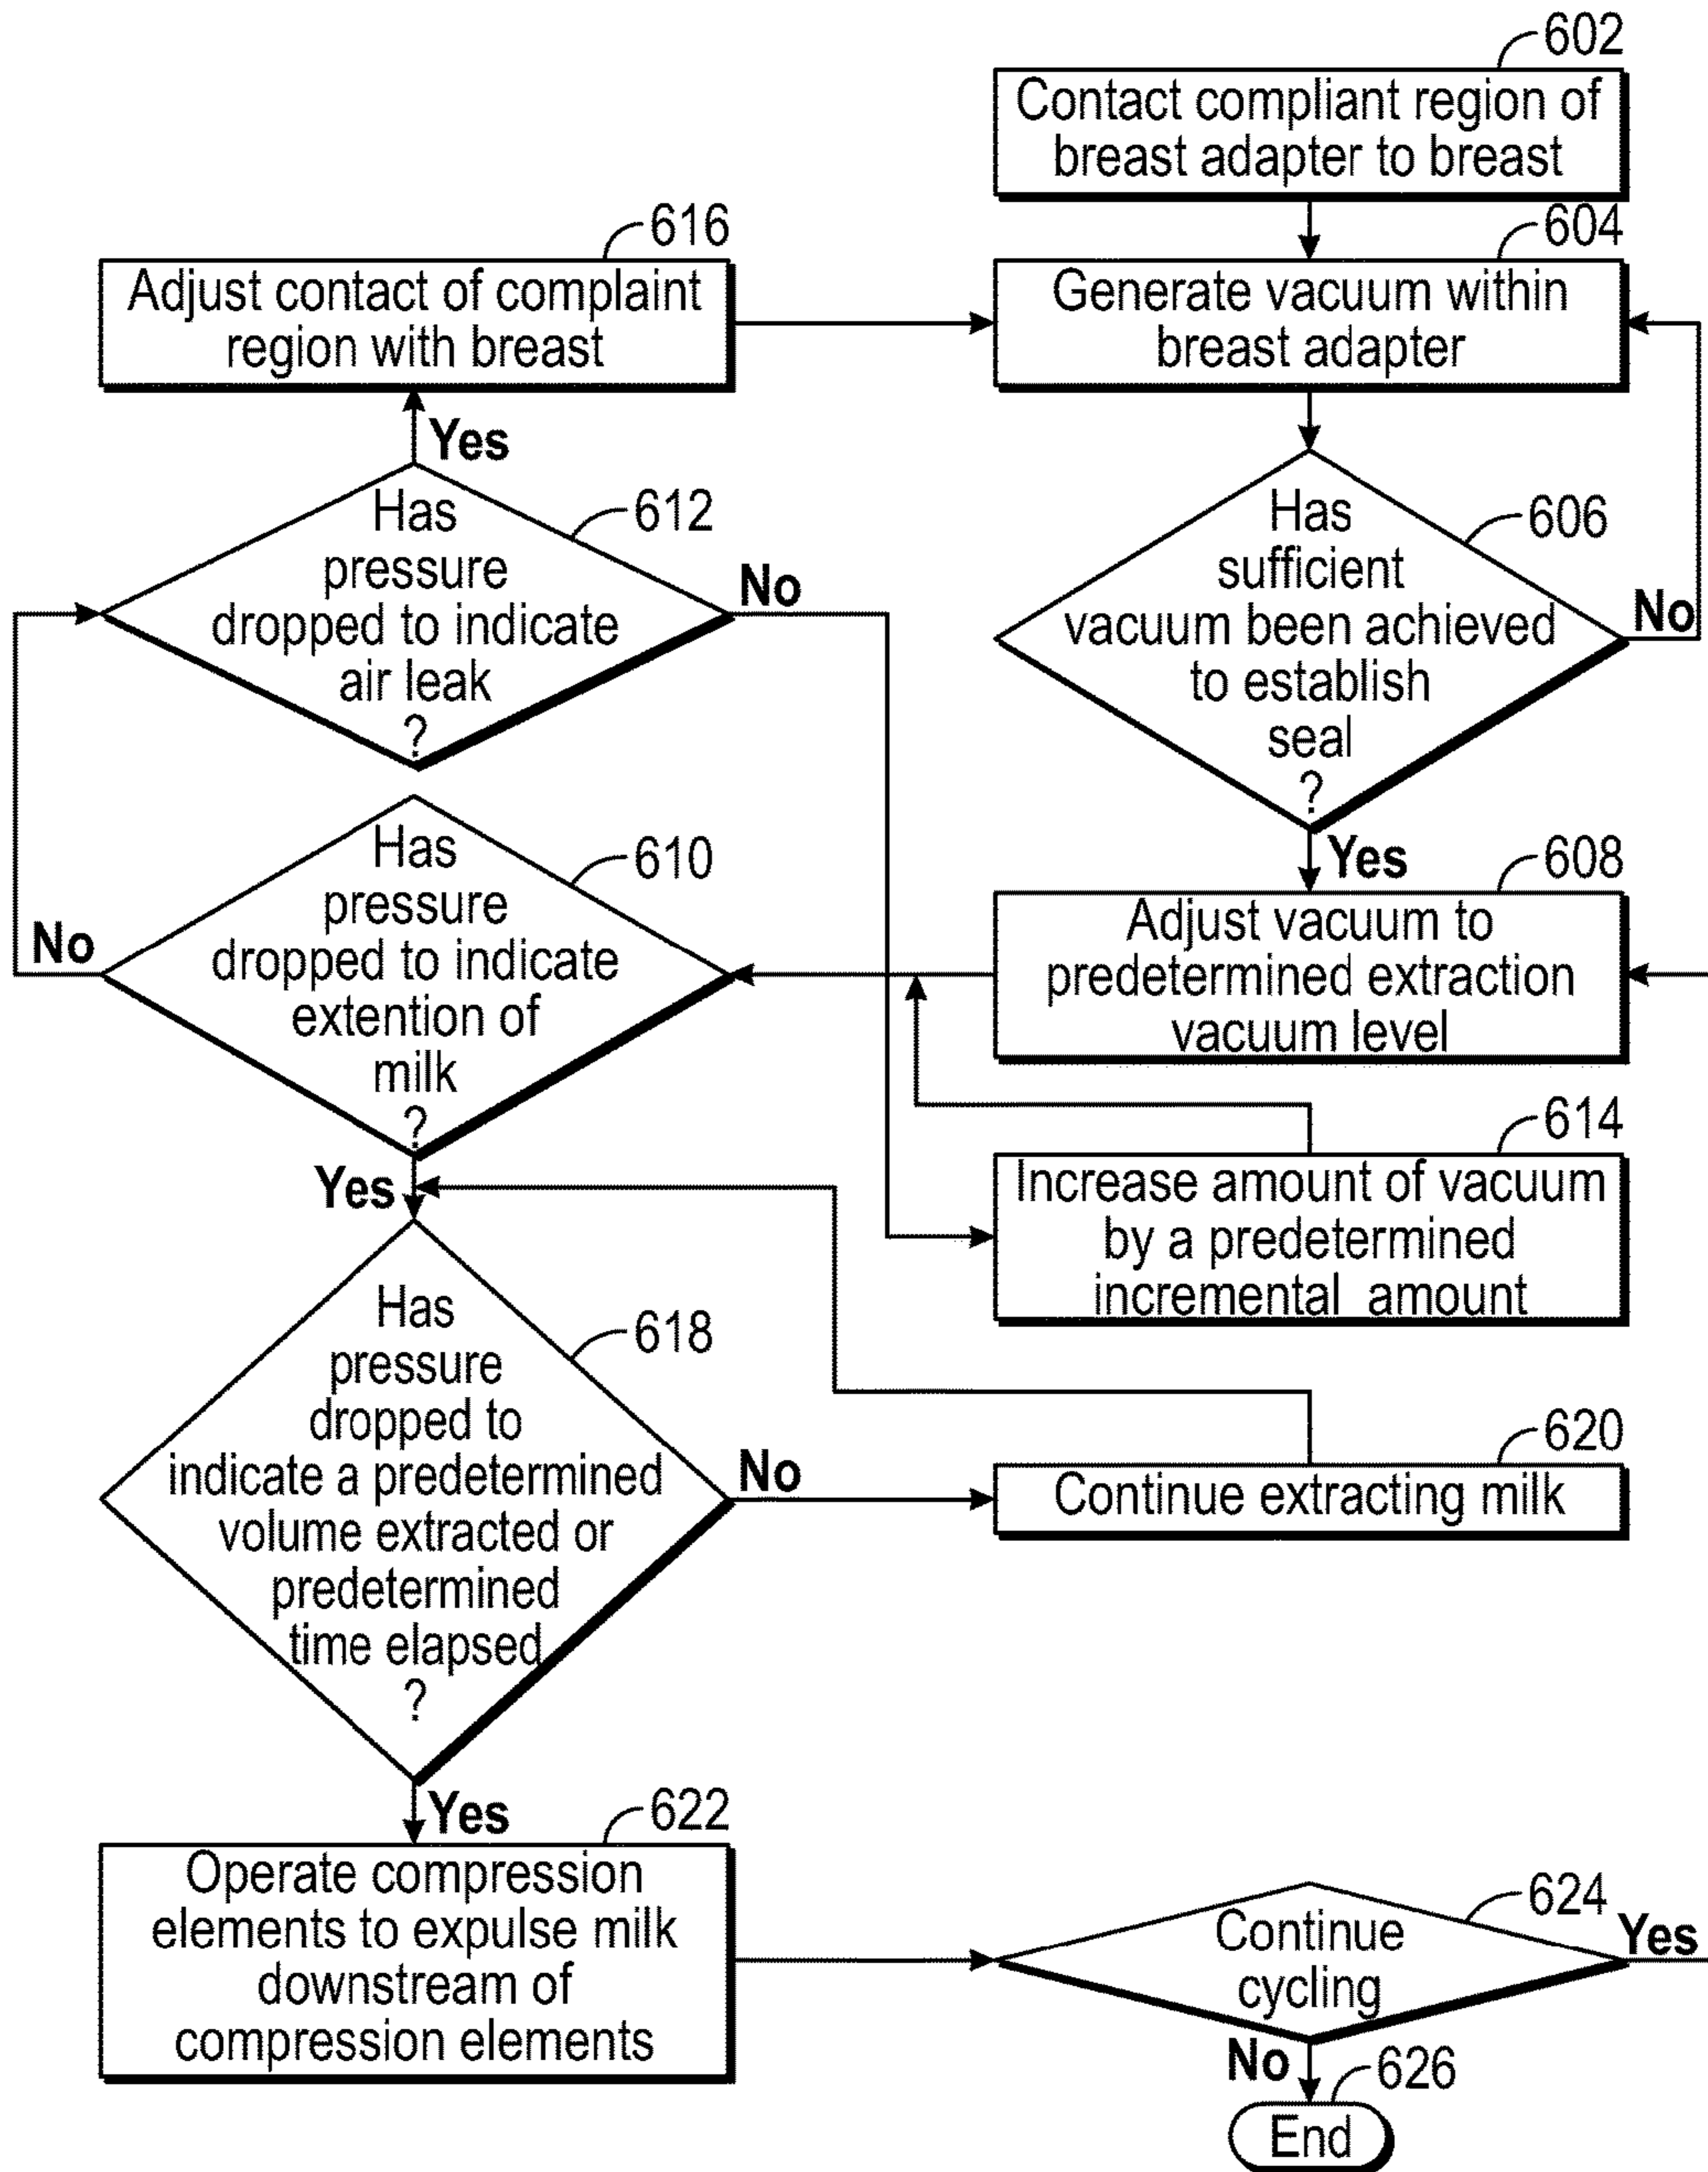 602
Contact compliant region of
breast adapter to breast
616
Adjust contact of complaint
region with breast
604
Generate vacuum within
breast adapter
Yes
612
Has
pressure
dropped to indicate
air leak
?
No
606
Has
sufficient
vacuum been achieved
to establish
seal
?
No
Yes
610
Has
pressure
dropped to indicate
extention of
milk
?
No
Yes
608
Adjust vacuum to
predetermined extraction
vacuum level
614
Increase amount of vacuum
by a predetermined
incremental amount
618
Has
pressure
dropped to
indicate a predetermined
volume extracted or
predetermined
time elapsed
?
No
620
Continue extracting milk
Yes
622
Operate compression
elements to expulse milk
downstream of
compression elements
624
Continue
cycling
Yes
No
626
End